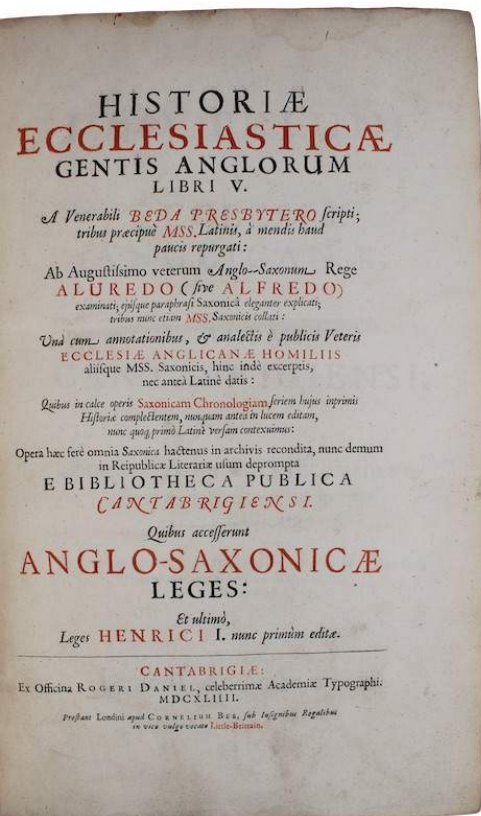 HISTORIÆ
ECCLESIASTICÆ
GENTIS ANGLORUM
LIBRI V.
A Venerabili BEDA PRESBYTERO ſcripti;
tribus præcipuè MSS. Latinis, à mendis haud
paucis repurgati:
Ab Auguſtiſsimo veterum Anglo-Saxonum Rege
ALUREDO (ſive ALFREDO)
examinati; ejúſque paraphraſi Saxonicâ eleganter explicati;
tribus nunc etiam MSS. Saxonicis collati:
Unà cum annotationibus, & analectis è publicis Veteris
ECCLESIÆ ANGLICANÆ HOMILIIS
aliiſque MSS. Saxonicis, hinc indè excerptis,
nec anteà Latinè datis:
Quibus in calce operis Saxonicam Chronologiam, ſeriem hujus inprimis
Hiſtoriæ complectentem, nunquam antea in lucem editam,
nunc quoq; primò Latinè verſam contexuimus:
Opera hæc ferè omnia Saxonica hactenus in archivis recondita, nunc demum
in Reipublicæ Literariæ uſum deprompta
E BIBLIOTHECA PUBLICA
CANTABRIGIENSI.
Quibus acceſſerunt
ANGLO-SAXONICÆ
LEGES:
Et ultimò,
Leges HENRICI I. nunc primùm editæ.
CANTABRIGIÆ:
Ex Officina ROGERI DANIEL, celeberrimæ Academiæ Typographi.
MDCXLIIII.
Proſtant Londini apud CORNELIUM BEE, ſub Inſignibus Regalibus
in vico vulgo vocato Little-Brittain.